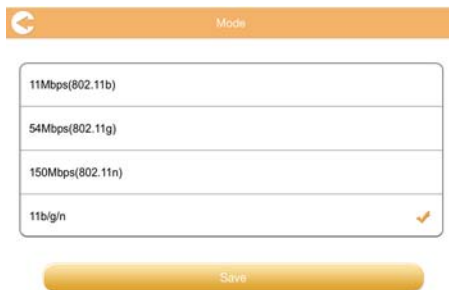 Mode
11Mbps(802.11b)
54Mbps(802.11g)
150Mbps(802.11n)
11b/g/n
Save